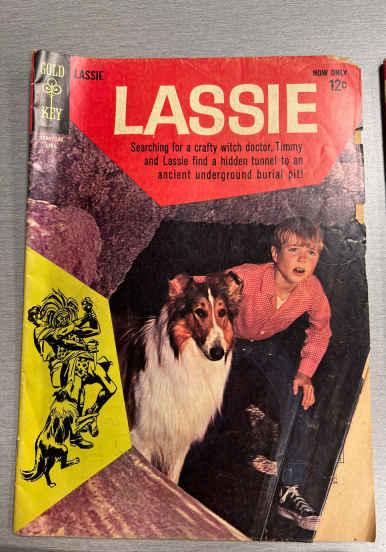 GOLD
KEY
LASSIE
NOW ONLY
12¢
LASSIE
Searching for a crafty witch doctor, Timmy
and Lassie find a hidden tunnel to an
ancient underground burial pit!